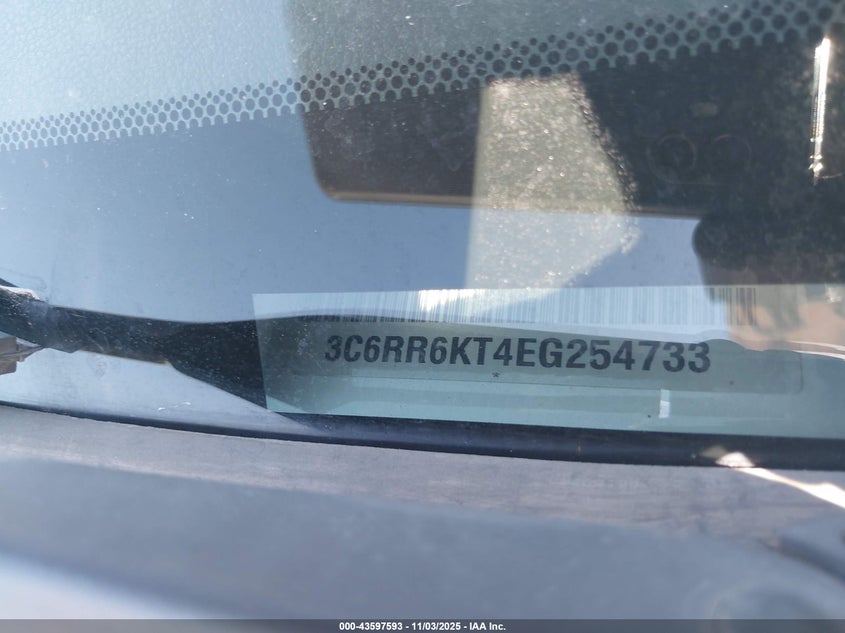 3C6RR6KT4EG254733
*
000-43597593 - 11/03/2025 - IAA Inc.